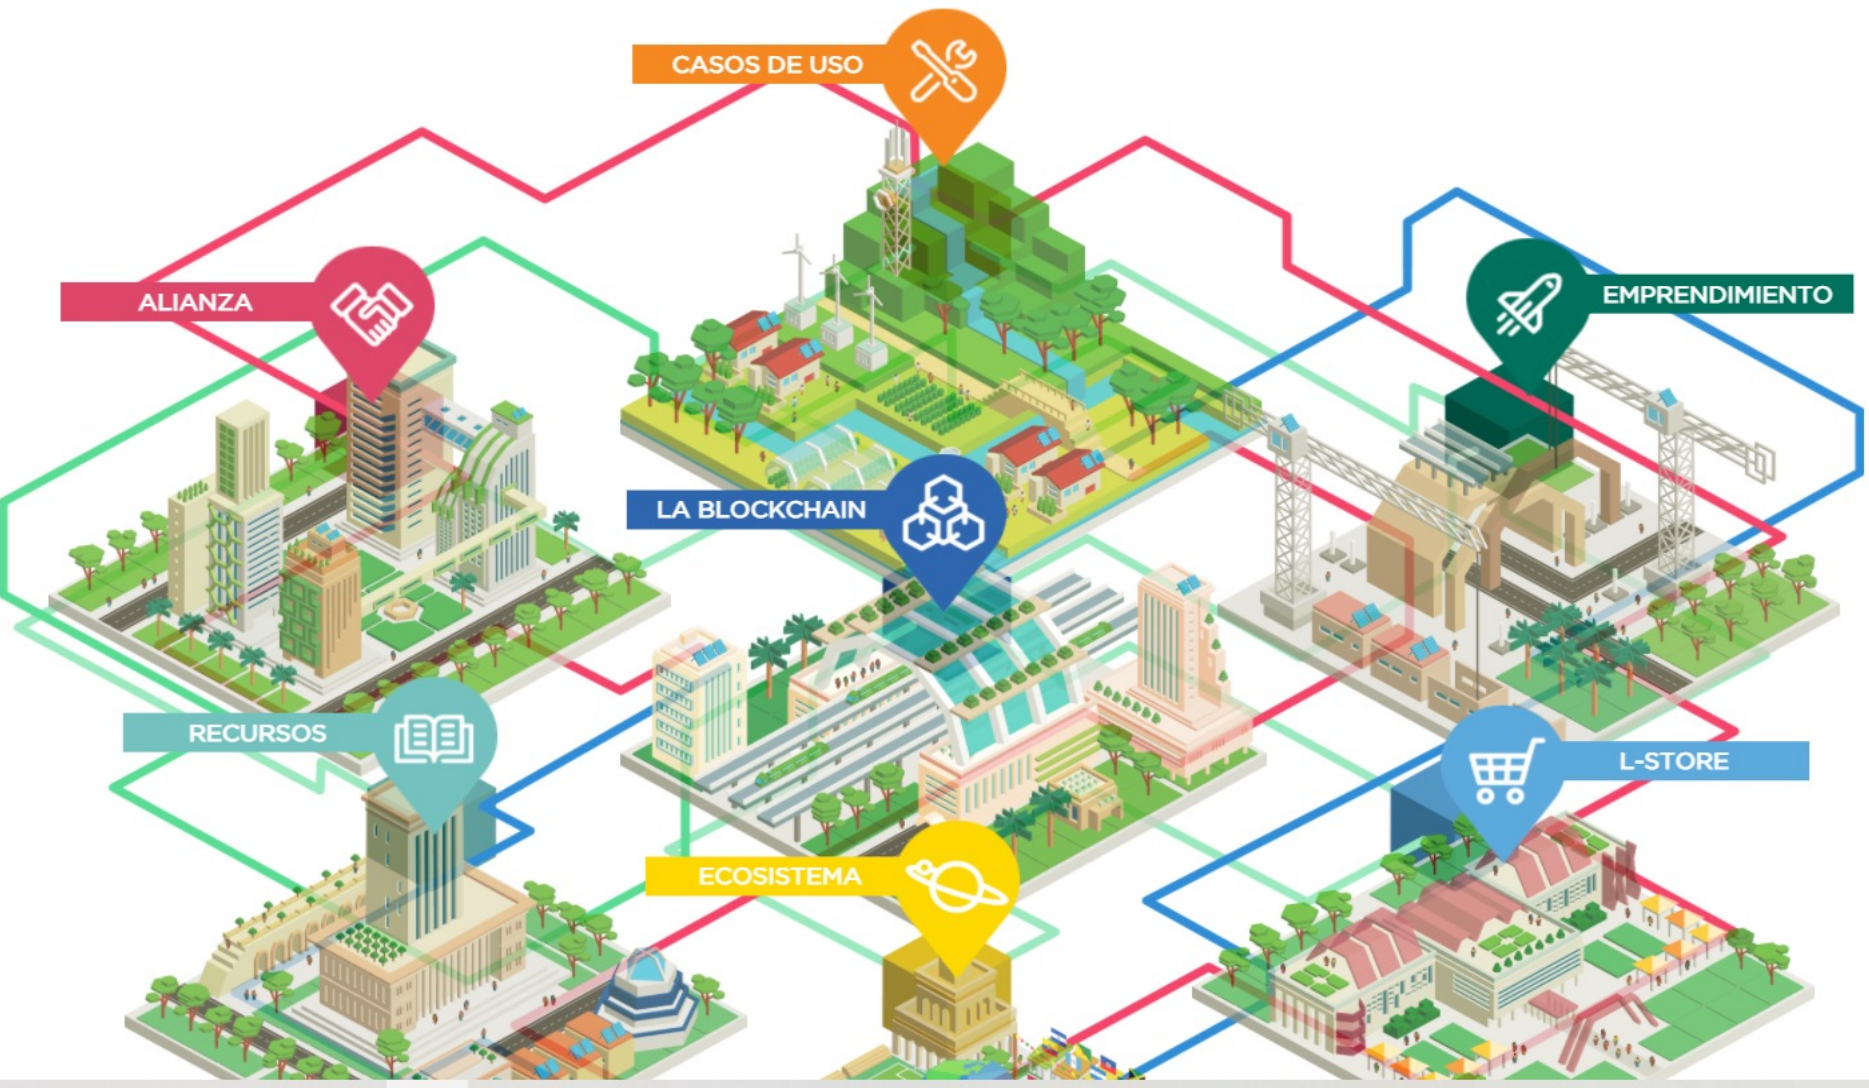 CASOS DE USO
ALIANZA
EMPRENDIMIENTO
LA BLOCKCHAIN
RECURSOS
L-STORE
ECOSISTEMA